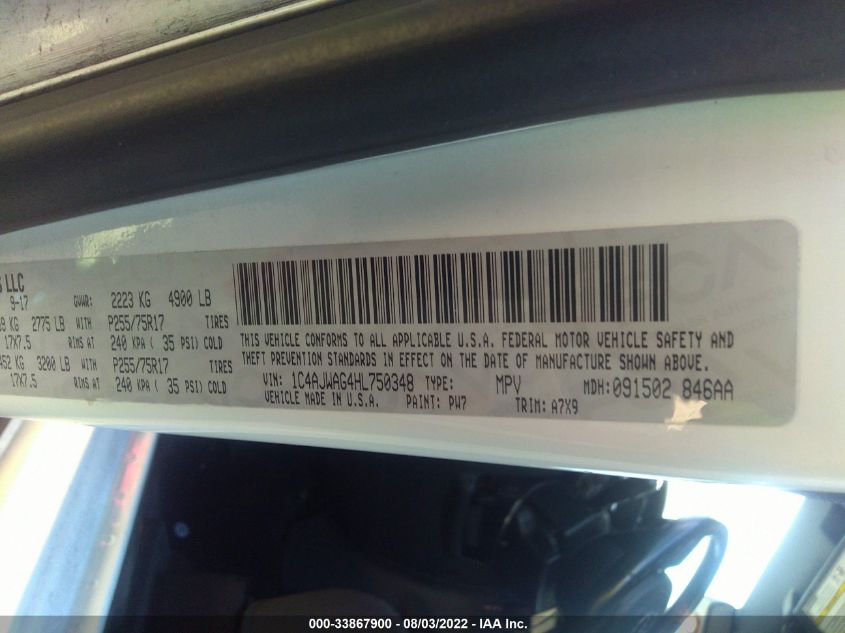 LLC
9-17 GVWR: 2223 KG 4900 LB
KG 2775 LB WITH P255/75R17 TIRES
17X7.5 RIMS AT 240 KPA ( 35 PSI) COLD
452 KG 3200 LB WITH P255/75R17 TIRES
17X7.5 RIMS AT 240 KPA ( 35 PSI) COLD
THIS VEHICLE CONFORMS TO ALL APPLICABLE U.S.A. FEDERAL MOTOR VEHICLE SAFETY AND
THEFT PREVENTION STANDARDS IN EFFECT ON THE DATE OF MANUFACTURE SHOWN ABOVE.
VIN: 1C4AJWAG4HL750348 TYPE: MPV MDH:091502 846AA
VEHICLE MADE IN U.S.A. PAINT: PW7 TRIM: A7X9
000-33867900 - 08/03/2022 - IAA Inc.